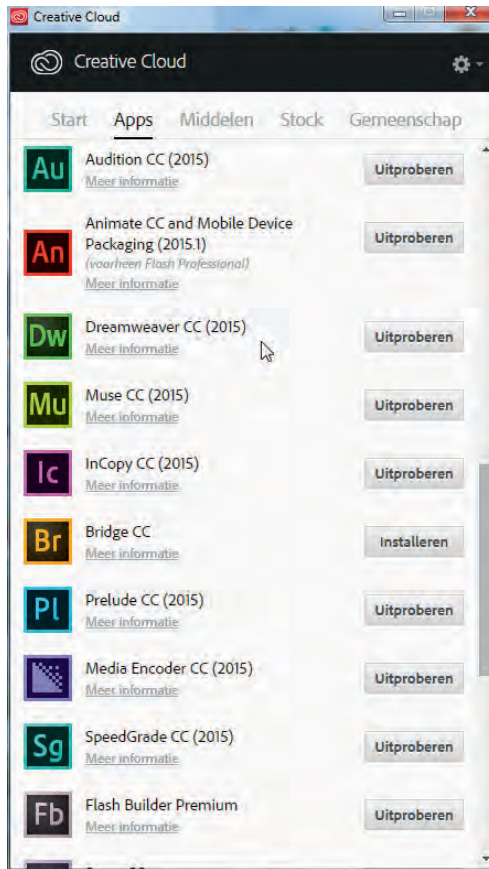 Creative Cloud
Creative Cloud
Start Apps Middelen Stock Gemeenschap
Au Audition CC (2015) Uitproberen
Meer informatie
Animate CC and Mobile Device
An Packaging (2015.1) Uitproberen
(voorheen Flash Professional)
Meer informatie
Dw Dreamweaver CC (2015) Uitproberen
Meer informatie
Mu Muse CC (2015) Uitproberen
Meer informatie
Ic InCopy CC (2015) Uitproberen
Meer informatie
Br Bridge CC Installeren
Meer informatie
Pl Prelude CC (2015) Uitproberen
Meer informatie
Media Encoder CC (2015) Uitproberen
Meer informatie
Sg SpeedGrade CC (2015) Uitproberen
Meer informatie
Fb Flash Builder Premium Uitproberen
Meer informatie